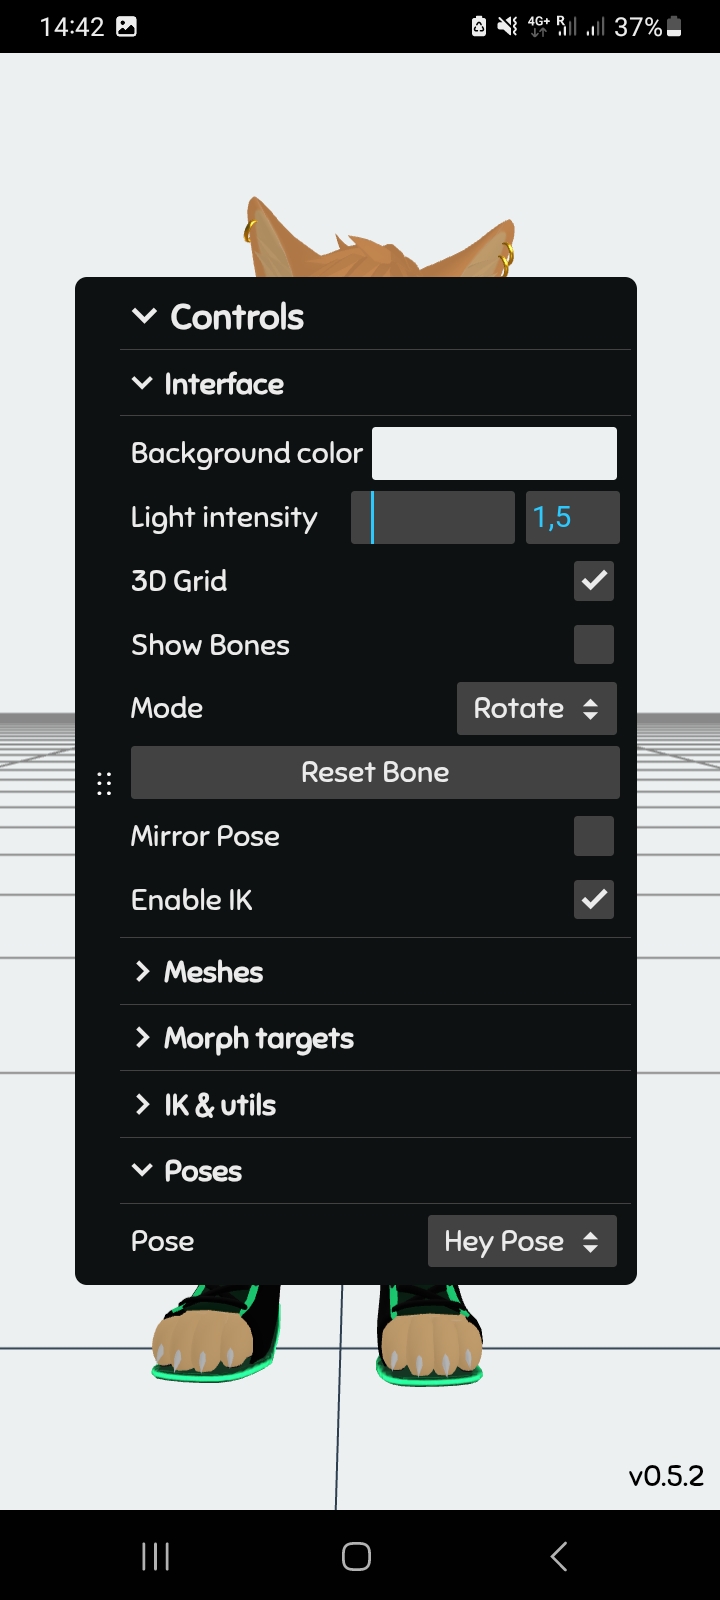 14:42 4G+ R 37%
Controls
Interface
Background color
Light intensity 1,5
3D Grid
Show Bones
Mode Rotate
Reset Bone
Mirror Pose
Enable IK
Meshes
Morph targets
IK & utils
Poses
Pose Hey Pose
v0.5.2